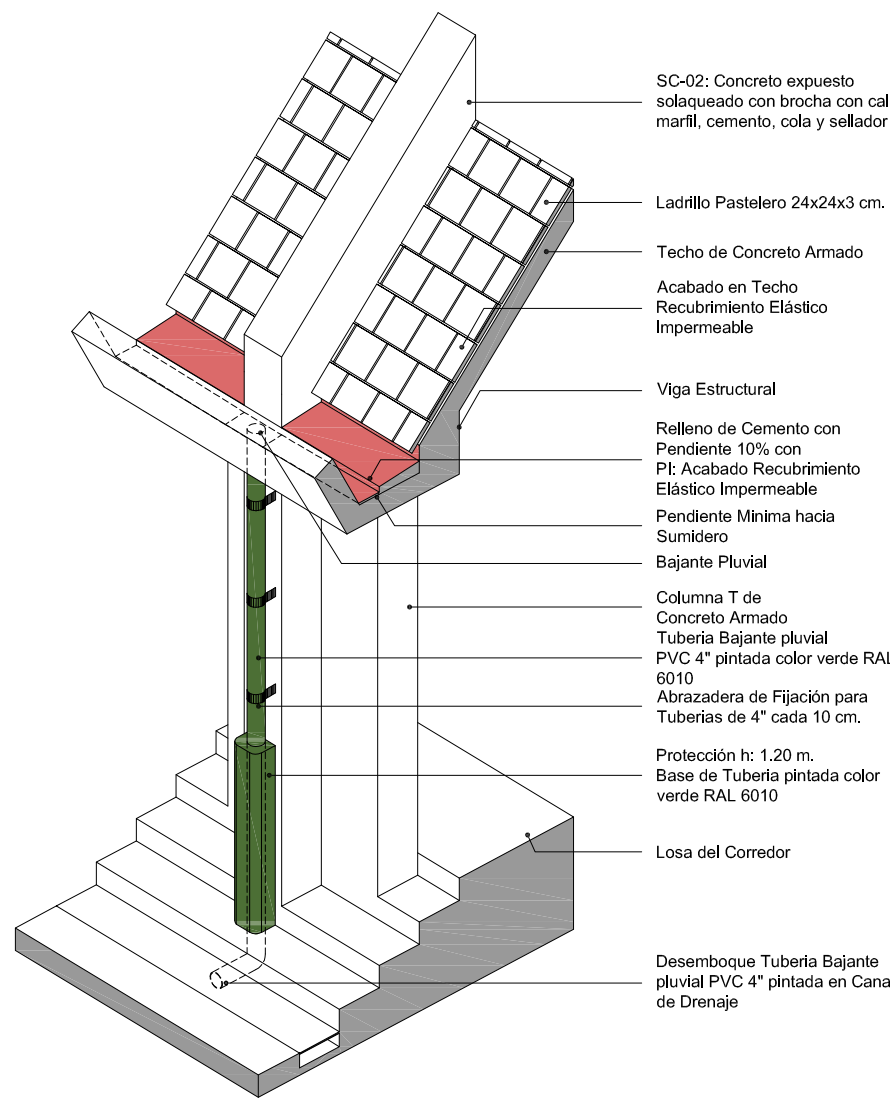 SC-02: Concreto expuesto
solaqueado con brocha con cal
marfil, cemento, cola y sellador
Ladrillo Pastelero 24x24x3 cm.
Techo de Concreto Armado
Acabado en Techo
Recubrimiento Elástico
Impermeable
Viga Estructural
Relleno de Cemento con
Pendiente 10% con
PI: Acabado Recubrimiento
Elástico Impermeable
Pendiente Minima hacia
Sumidero
Bajante Pluvial
Columna T de
Concreto Armado
Tuberia Bajante pluvial
PVC 4" pintada color verde RAL
6010
Abrazadera de Fijación para
Tuberias de 4" cada 10 cm.
Protección h: 1.20 m.
Base de Tuberia pintada color
verde RAL 6010
Losa del Corredor
Desemboque Tuberia Bajante
pluvial PVC 4" pintada en Cana
de Drenaje